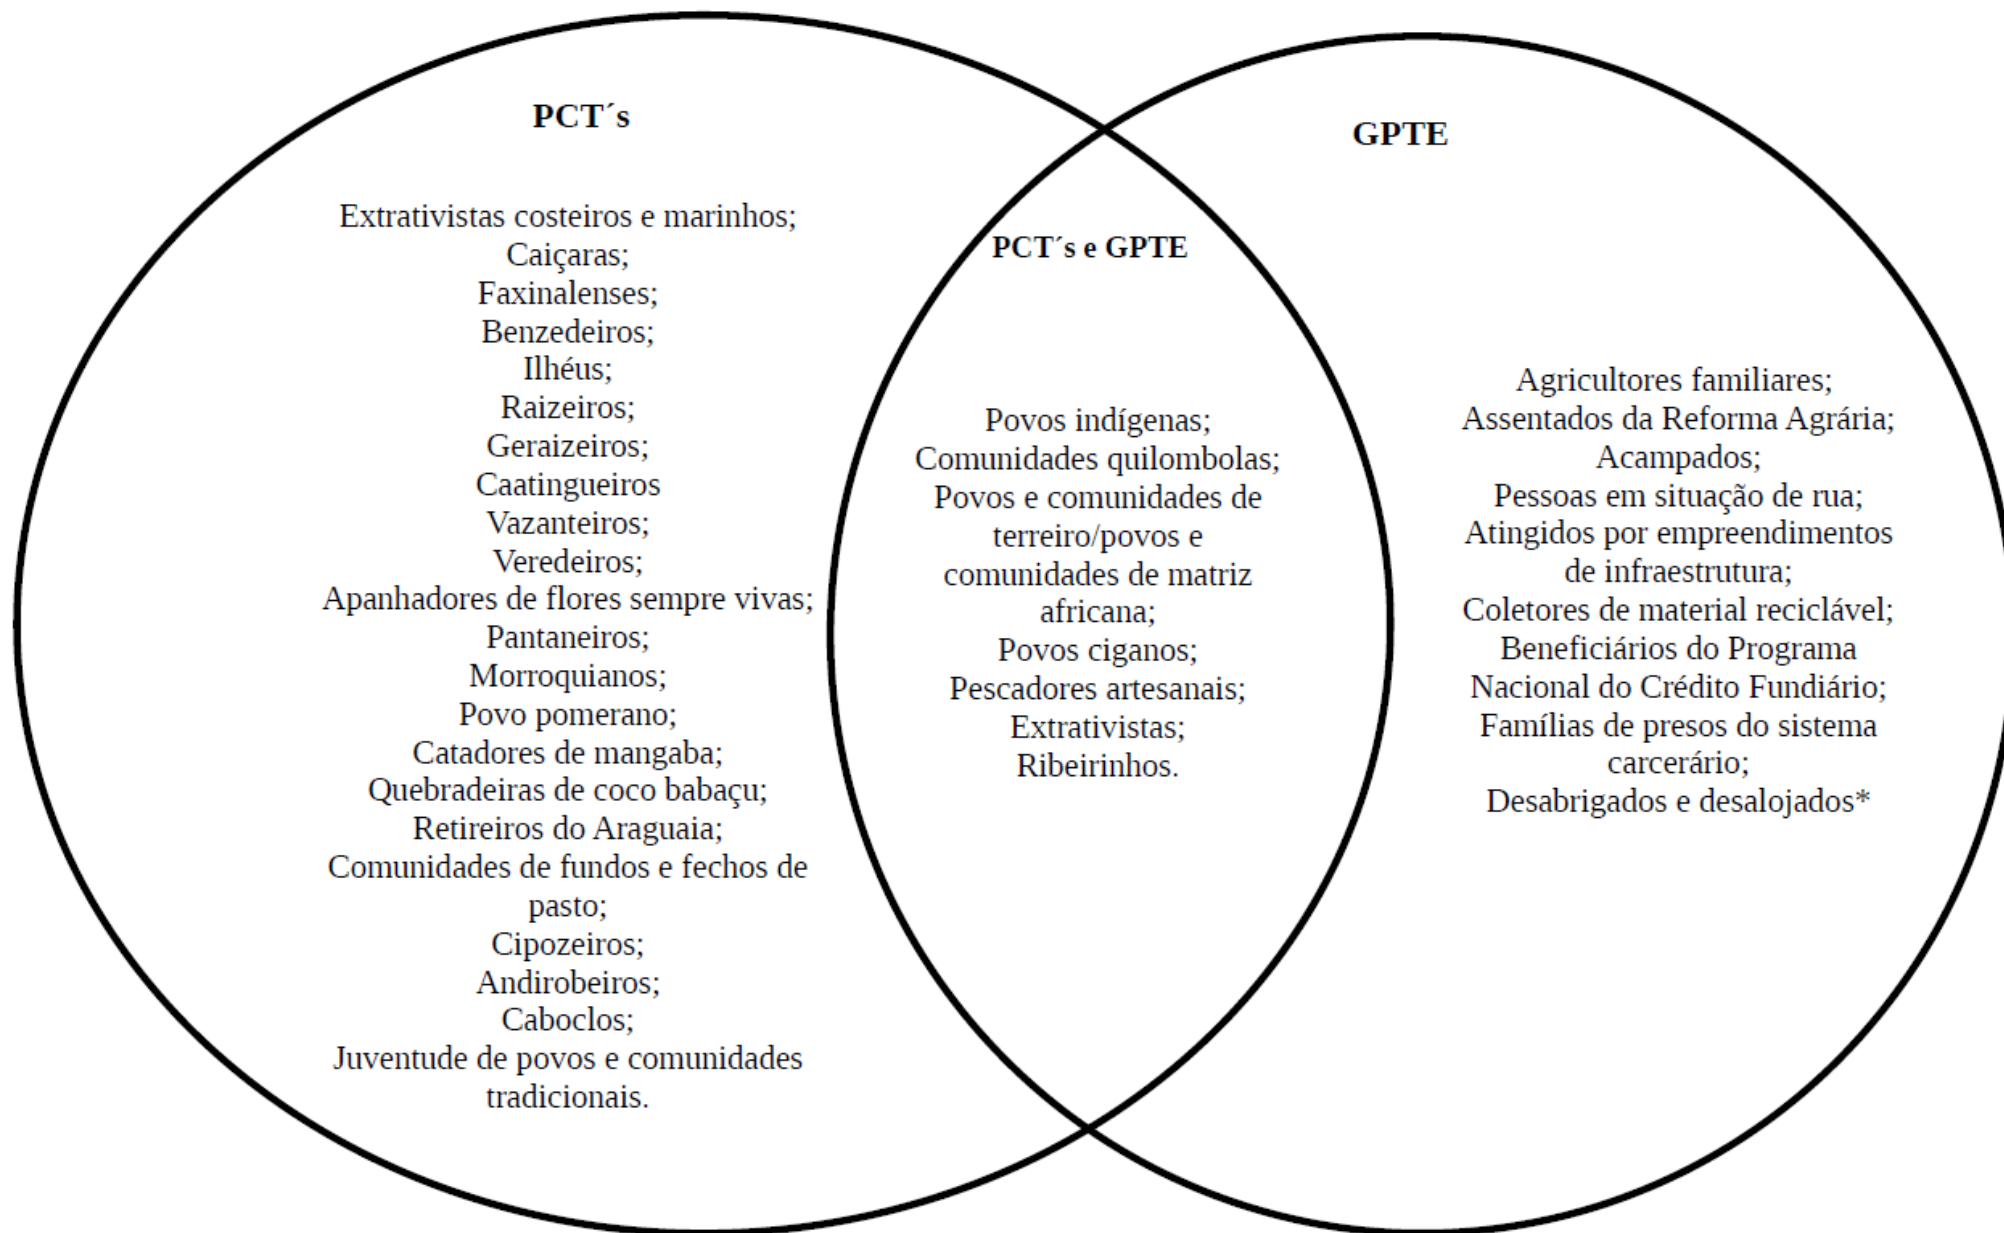 PCT´s
Extrativistas costeiros e marinhos;
Caiçaras;
Faxinalenses;
Benzedeiros;
Ilhéus;
Raizeiros;
Geraizeiros;
Caatingueiros
Vazanteiros;
Veredeiros;
Apanhadores de flores sempre vivas;
Pantaneiros;
Morroquianos;
Povo pomerano;
Catadores de mangaba;
Quebradeiras de coco babaçu;
Retireiros do Araguaia;
Comunidades de fundos e fechos de
pasto;
Cipozeiros;
Andirobeiros;
Caboclos;
Juventude de povos e comunidades
tradicionais.
PCT´s e GPTE
Povos indígenas;
Comunidades quilombolas;
Povos e comunidades de
terreiro/povos e
comunidades de matriz
africana;
Povos ciganos;
Pescadores artesanais;
Extrativistas;
Ribeirinhos.
GPTE
Agricultores familiares;
Assentados da Reforma Agrária;
Acampados;
Pessoas em situação de rua;
Atingidos por empreendimentos
de infraestrutura;
Coletores de material reciclável;
Beneficiários do Programa
Nacional do Crédito Fundiário;
Famílias de presos do sistema
carcerário;
Desabrigados e desalojados*